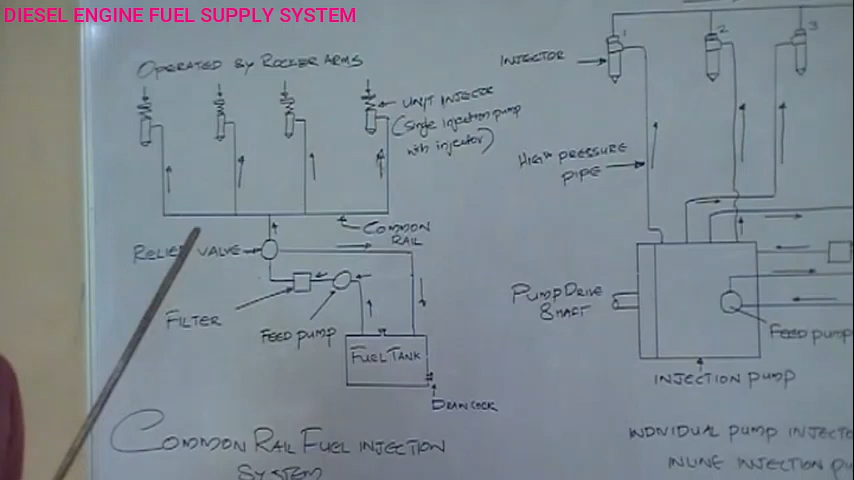 DIESEL ENGINE FUEL SUPPLY SYSTEM
OPERATED BY ROCKER ARMS
UNIT INJECTOR
(Single injection pump
with injector)
COMMON
RAIL
RELIEF VALVE
FILTER
FEED PUMP
FUEL TANK
DRAIN COCK
COMMON RAIL FUEL INJECTION
SYSTEM
1
2
3
INJECTOR
HIGH PRESSURE
PIPE
PUMP DRIVE
SHAFT
FEED PUMP
INJECTION PUMP
INDIVIDUAL PUMP
INLINE INJECTION